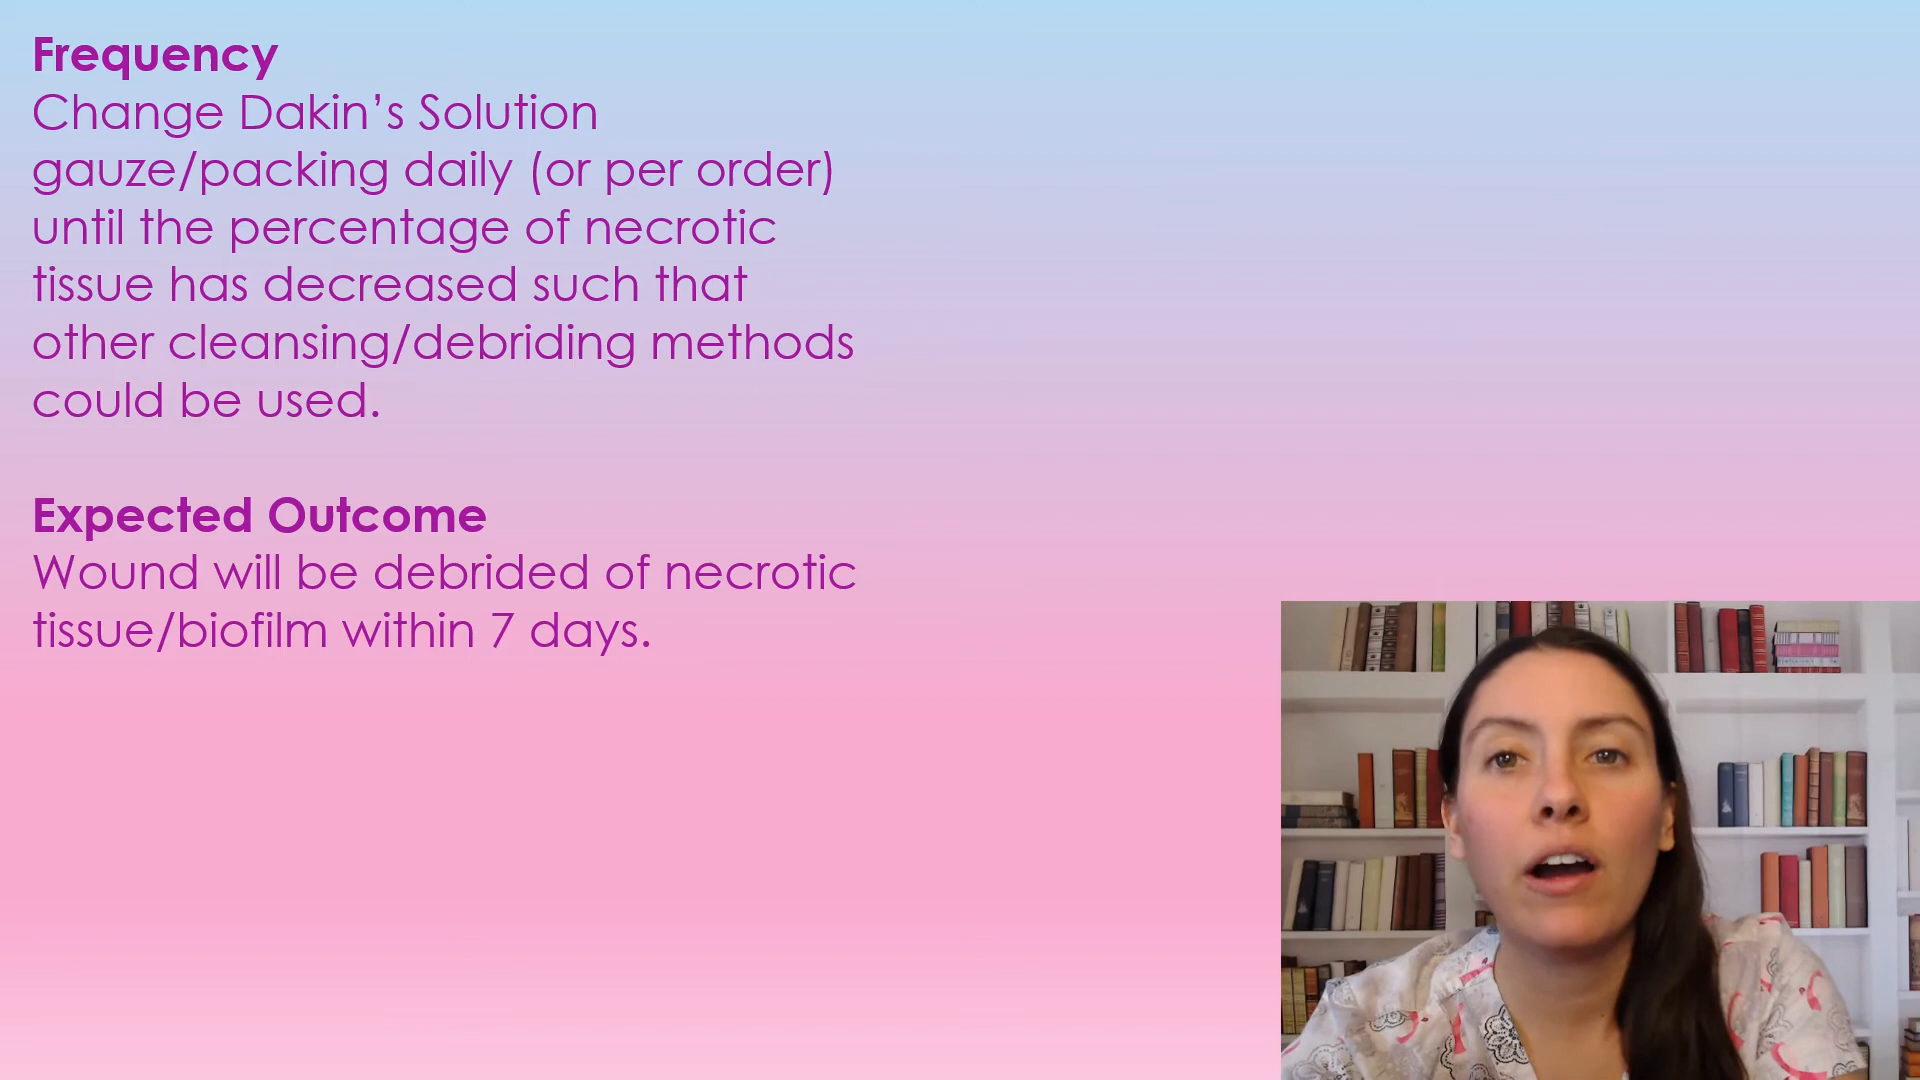 Frequency
Change Dakin’s Solution
gauze/packing daily (or per order)
until the percentage of necrotic
tissue has decreased such that
other cleansing/debriding methods
could be used.
Expected Outcome
Wound will be debrided of necrotic
tissue/biofilm within 7 days.